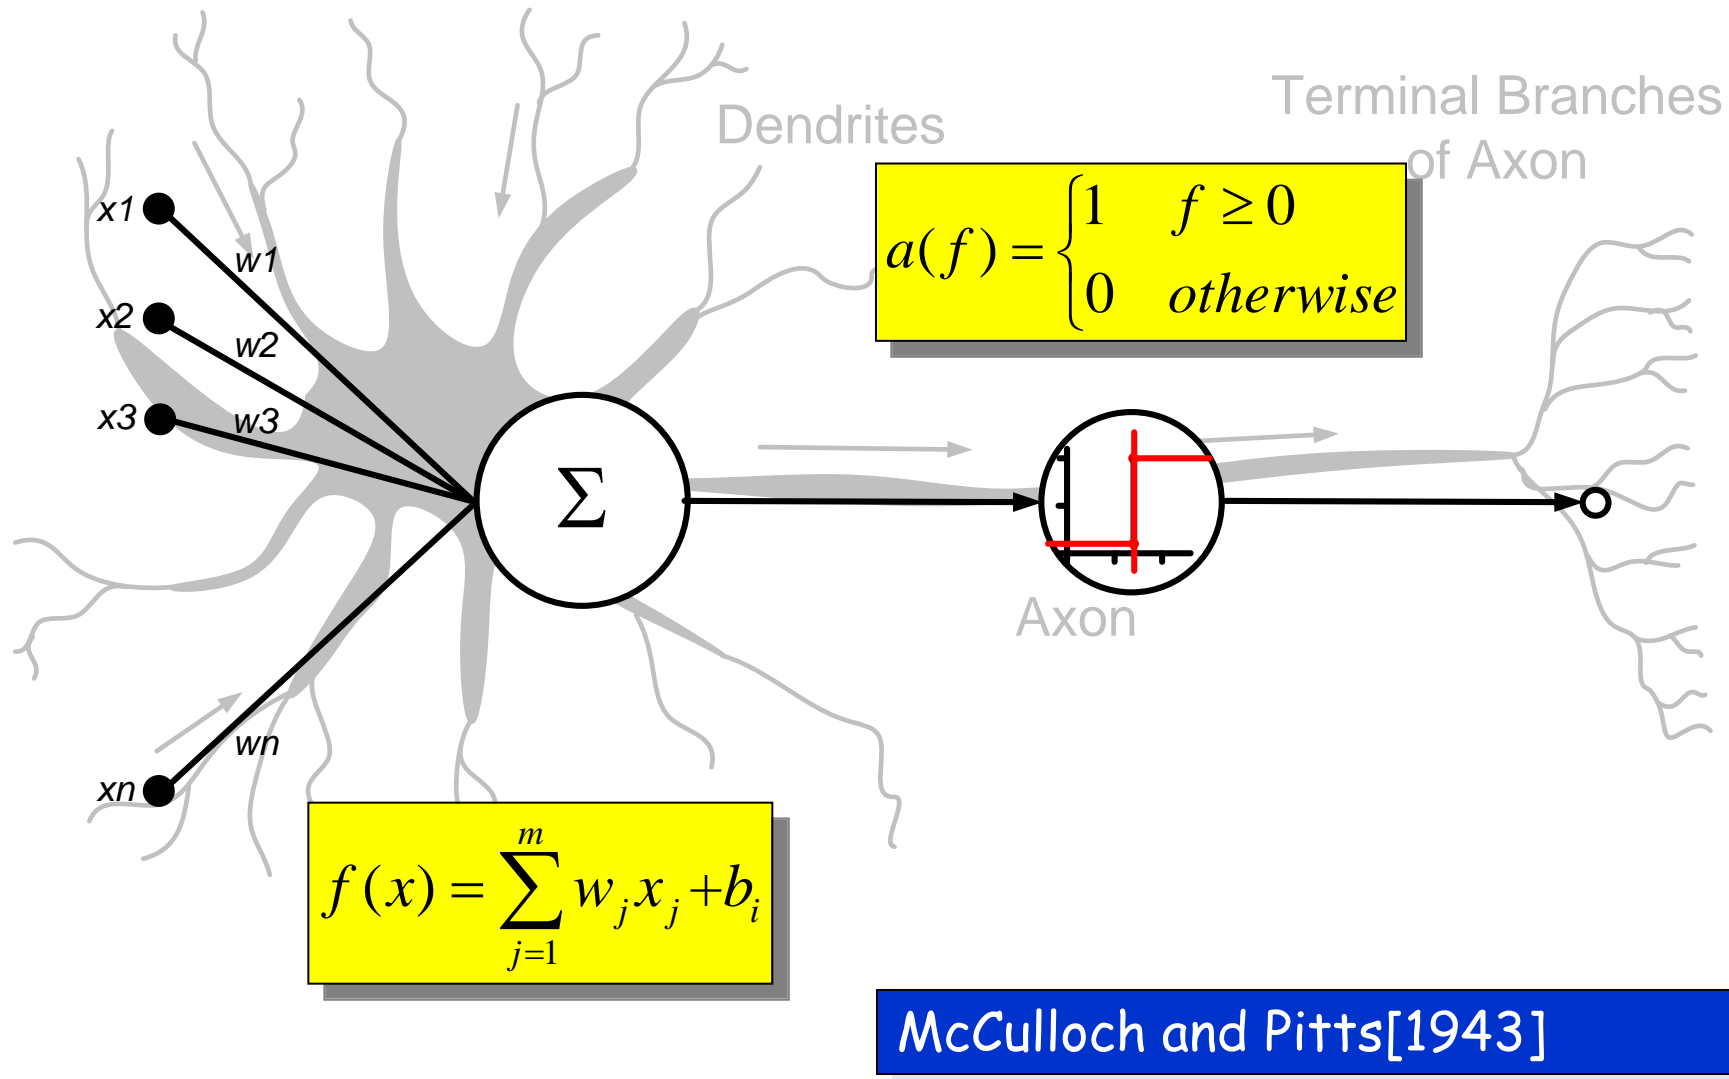 Dendrites
Terminal Branches
of Axon
a(f) = { 1 f ≥ 0
0 otherwise
x1
w1
x2
w2
x3
w3
Σ
Axon
wn
xn
f(x) = ∑_{j=1}^{m} w_j x_j + b_i
McCulloch and Pitts[1943]